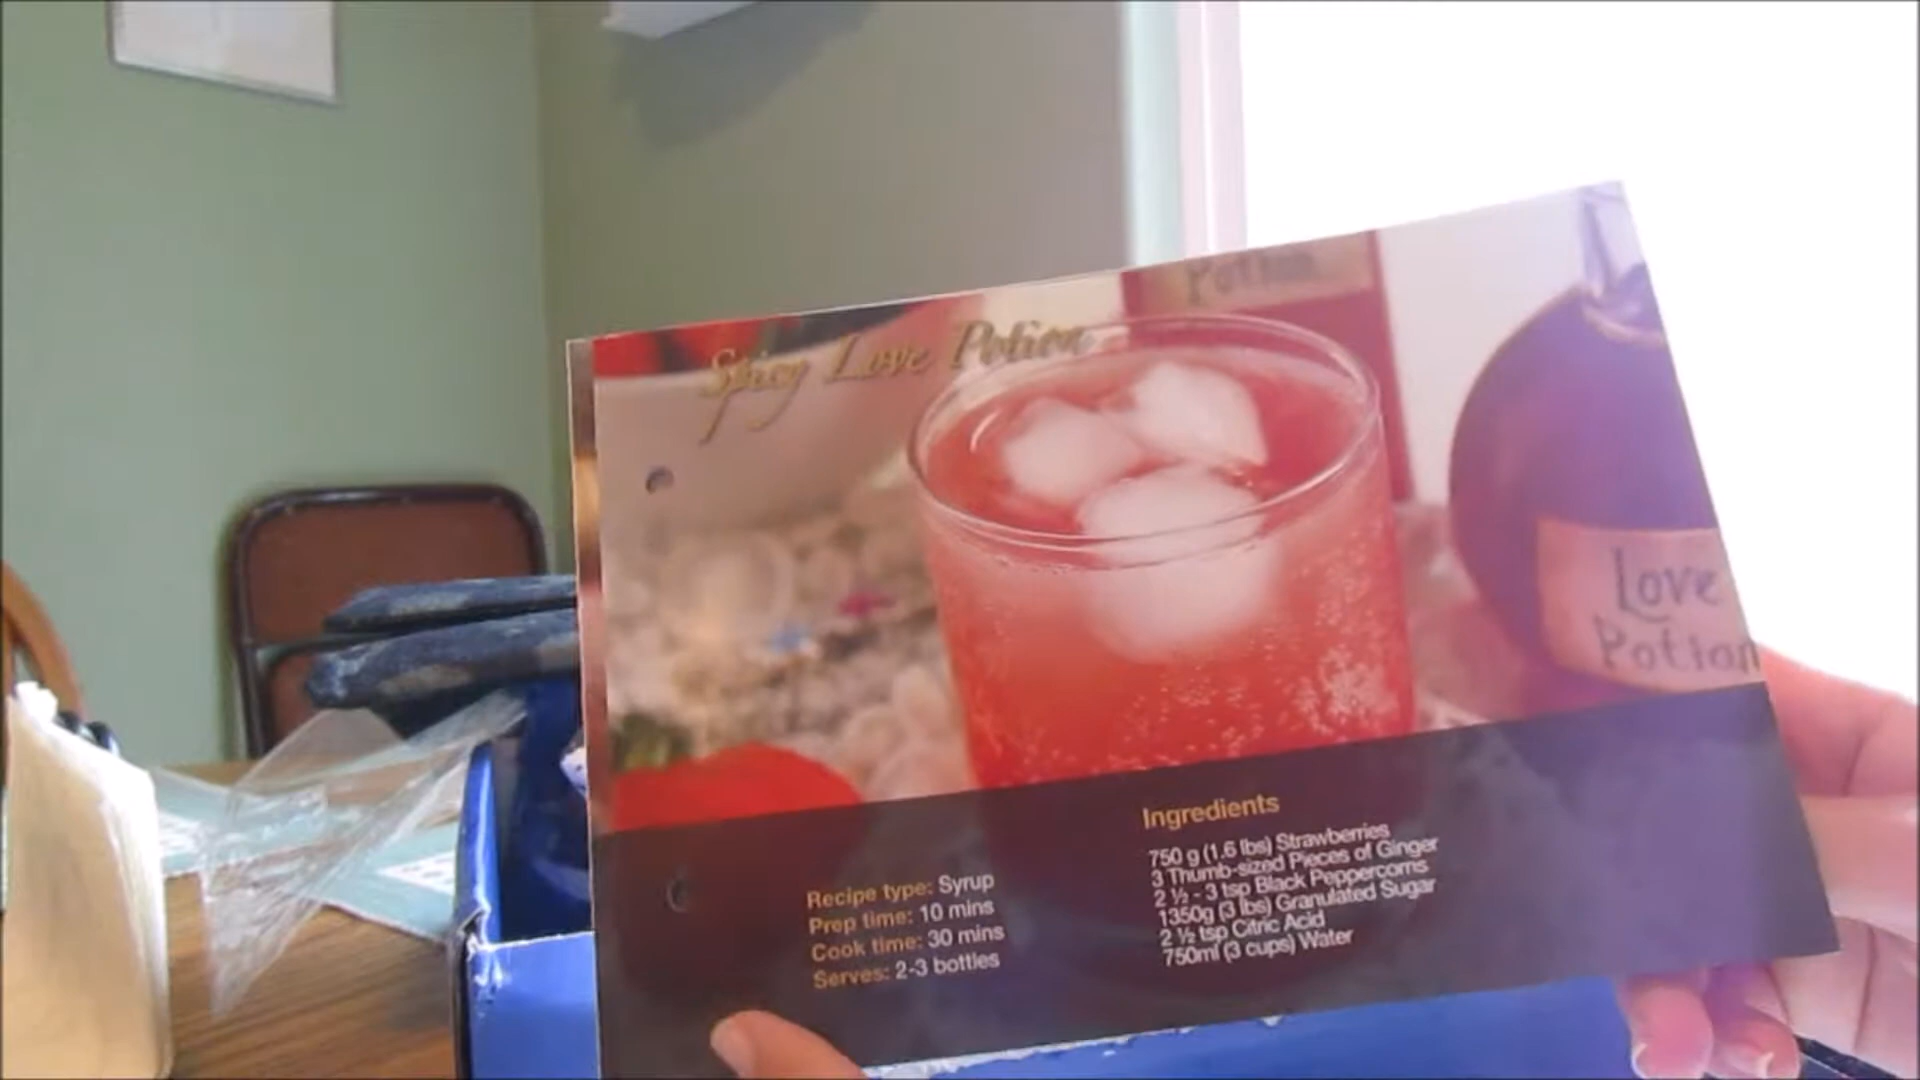 Potion
Spicy Love Potion
Love
Potion
Recipe type: Syrup
Prep time: 10 mins
Cook time: 30 mins
Serves: 2-3 bottles
Ingredients
750 g (1.6 lbs) Strawberries
3 Thumb-sized Pieces of Ginger
2 ½ - 3 tsp Black Peppercorns
1350g (3 lbs) Granulated Sugar
2 ½ tsp Citric Acid
750ml (3 cups) Water